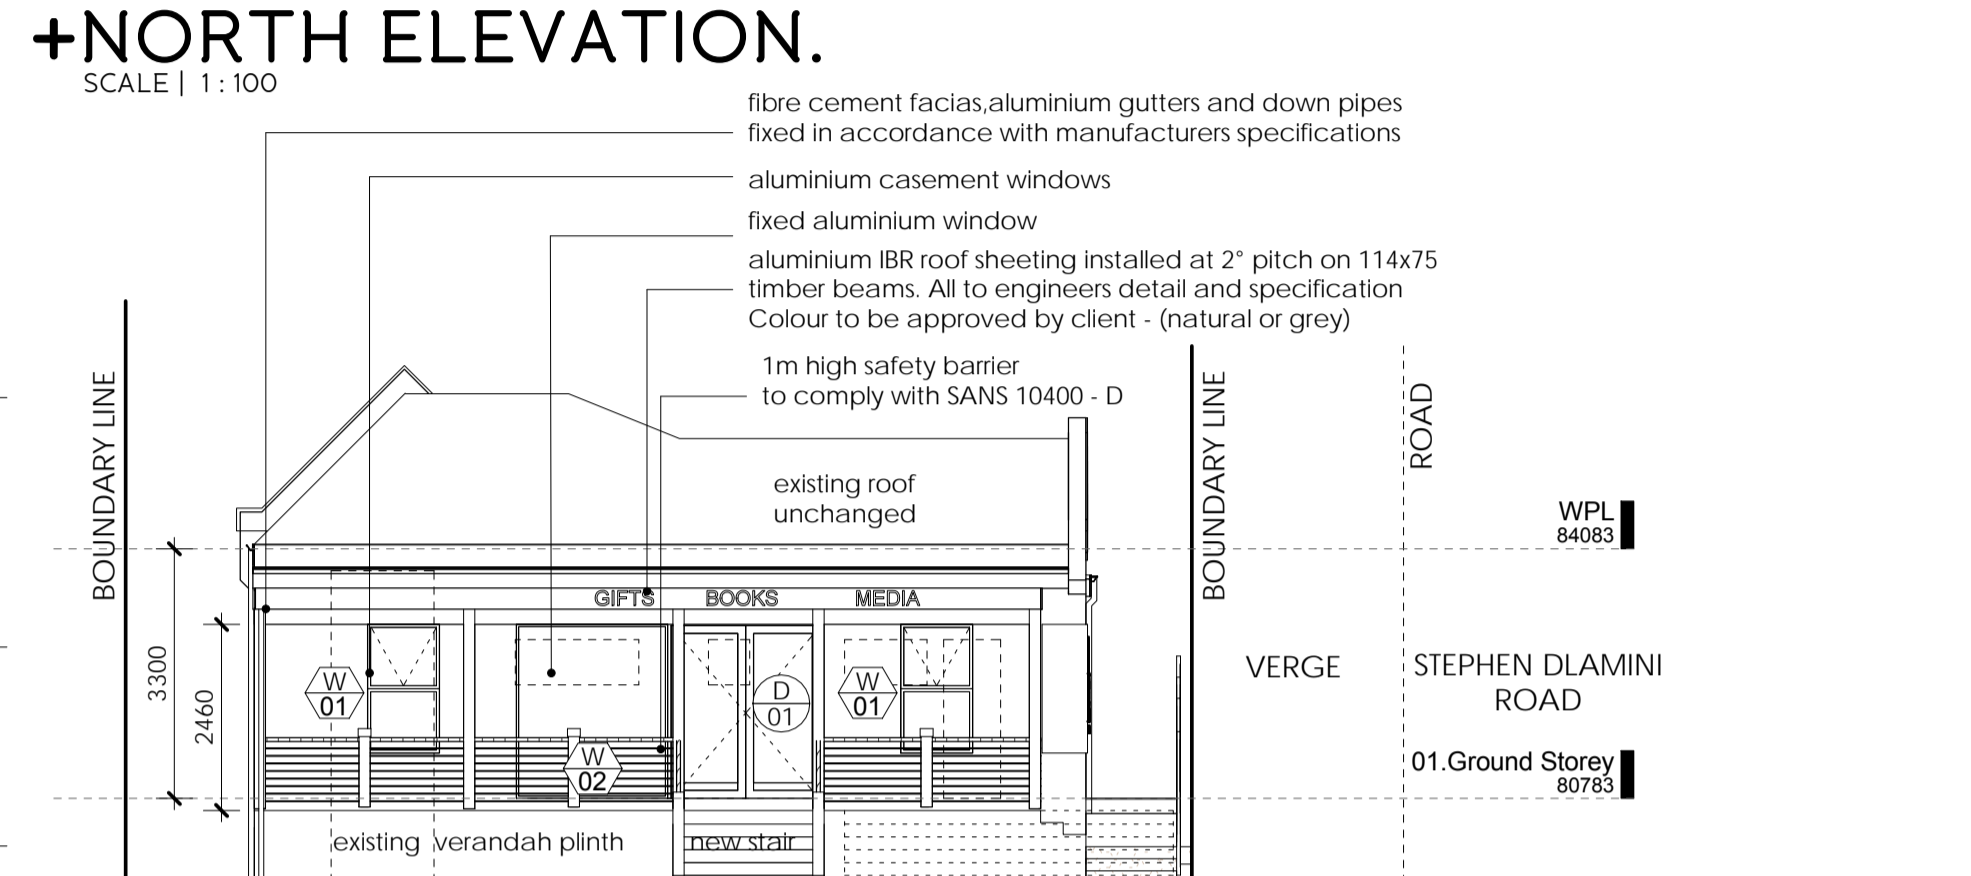 +NORTH ELEVATION.
SCALE | 1 : 100
fibre cement facias,aluminium gutters and down pipes
fixed in accordance with manufacturers specifications
aluminium casement windows
fixed aluminium window
aluminium IBR roof sheeting installed at 2° pitch on 114x75
timber beams. All to engineers detail and specification
Colour to be approved by client - (natural or grey)
1m high safety barrier
to comply with SANS 10400 - D
BOUNDARY LINE
BOUNDARY LINE
ROAD
existing roof
unchanged
WPL
84083
GIFTS BOOKS MEDIA
3300
2460
W
01
W
02
D
01
W
01
VERGE
STEPHEN DLAMINI
ROAD
01.Ground Storey
80783
existing verandah plinth
new stair